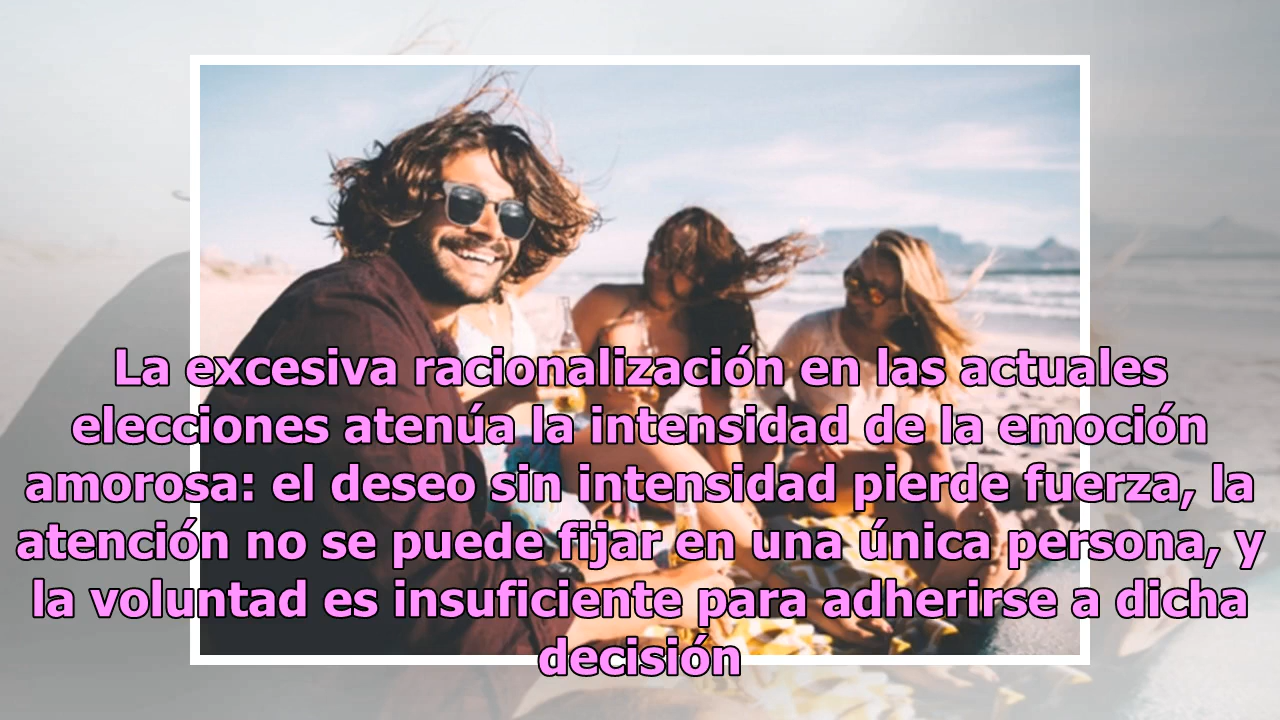 La excesiva racionalización en las actuales
elecciones atenúa la intensidad de la emoción
amorosa: el deseo sin intensidad pierde fuerza, la
atención no se puede fijar en una única persona, y
la voluntad es insuficiente para adherirse a dicha
decisión